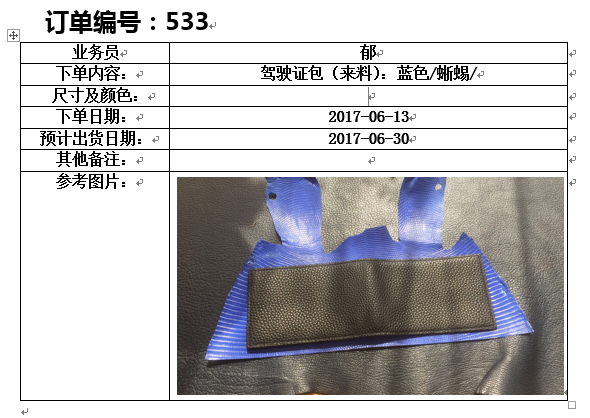 订单编号：533
业务员 郁
下单内容： 驾驶证包（来料）：蓝色/蜥蜴/
尺寸及颜色：
下单日期： 2017-06-13
预计出货日期： 2017-06-30
其他备注：
参考图片：